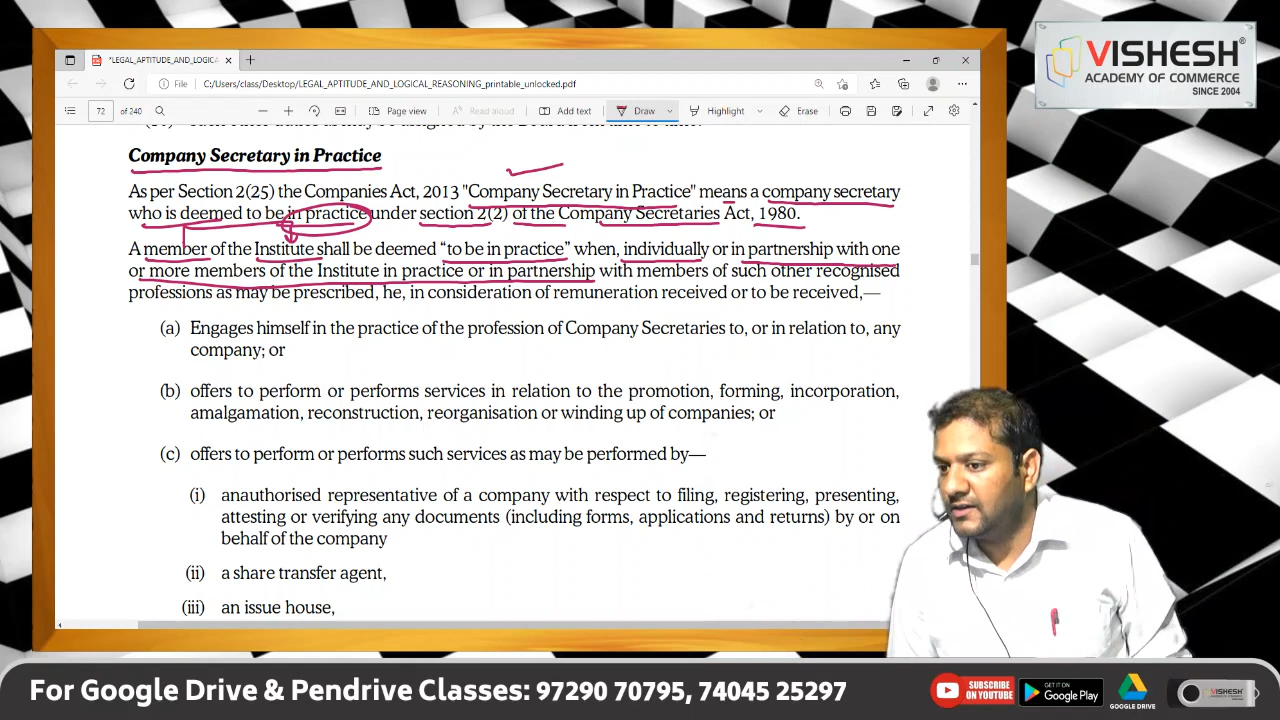 VISHESH®
ACADEMY OF COMMERCE
SINCE 2004
*LEGAL_APTITUDE_AND_LOGICA
File C:/Users/class/Desktop/LEGAL_APTITUDE_AND_LOGICAL_REASONING_printable_unlocked.pdf
72 of 240 Page view Read aloud Add text Draw Highlight Erase
Company Secretary in Practice
As per Section 2(25) the Companies Act, 2013 "Company Secretary in Practice" means a company secretary
who is deemed to be in practice under section 2(2) of the Company Secretaries Act, 1980.
A member of the Institute shall be deemed “to be in practice” when, individually or in partnership with one
or more members of the Institute in practice or in partnership with members of such other recognised
professions as may be prescribed, he, in consideration of remuneration received or to be received,—
(a) Engages himself in the practice of the profession of Company Secretaries to, or in relation to, any
company; or
(b) offers to perform or performs services in relation to the promotion, forming, incorporation,
amalgamation, reconstruction, reorganisation or winding up of companies; or
(c) offers to perform or performs such services as may be performed by—
(i) anauthorised representative of a company with respect to filing, registering, presenting,
attesting or verifying any documents (including forms, applications and returns) by or on
behalf of the company
(ii) a share transfer agent,
(iii) an issue house,
For Google Drive & Pendrive Classes: 97290 70795, 74045 25297
SUBSCRIBE
ON YOUTUBE
GET IT ON
Google Play
GOOGLE DRIVE
VISHESH